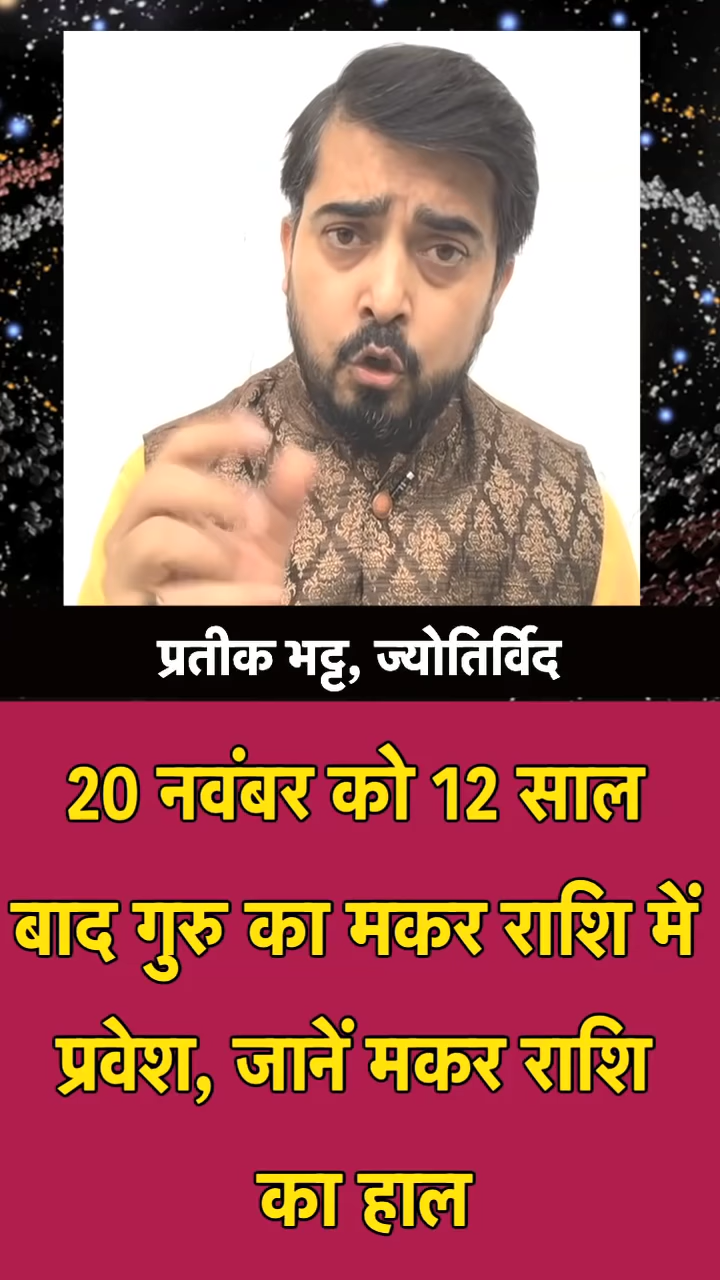 प्रतीक भट्ट, ज्योतिर्विद
20 नवंबर को 12 साल
बाद गुरु का मकर राशि में
प्रवेश, जानें मकर राशि
का हाल